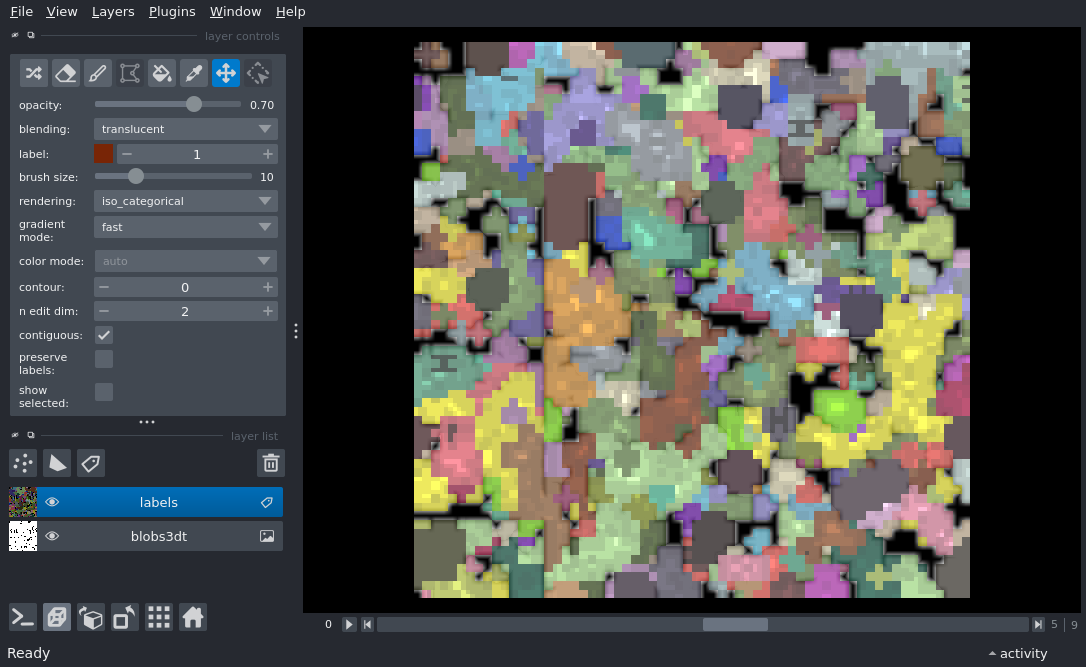 File View Layers Plugins Window Help
layer controls
opacity: 0.70
blending: translucent
label: 1
brush size: 10
rendering: iso_categorical
gradient mode: fast
color mode: auto
contour: 0
n edit dim: 2
contiguous:
preserve labels:
show selected:
layer list
labels
blobs3dt
0 5 9
Ready activity